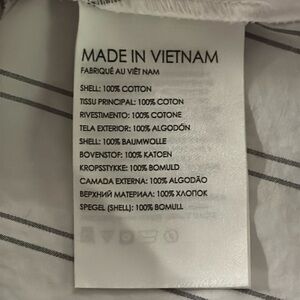 MADE IN VIETNAM
FABRIQUÉ AU VIÊT NAM
SHELL: 100% COTTON
TISSU PRINCIPAL: 100% COTON
RIVESTIMENTO: 100% COTONE
TELA EXTERIOR: 100% ALGODÓN
SHELL: 100% BAUMWOLLE
BOVENSTOF: 100% KATOEN
KROPSSTYKKE: 100% BOMULD
CAMADA EXTERNA: 100% ALGODÃO
ВЕРХНИЙ МАТЕРИАЛ: 100% ХЛОПОК
SPEGEL (SHELL): 100% BOMULL